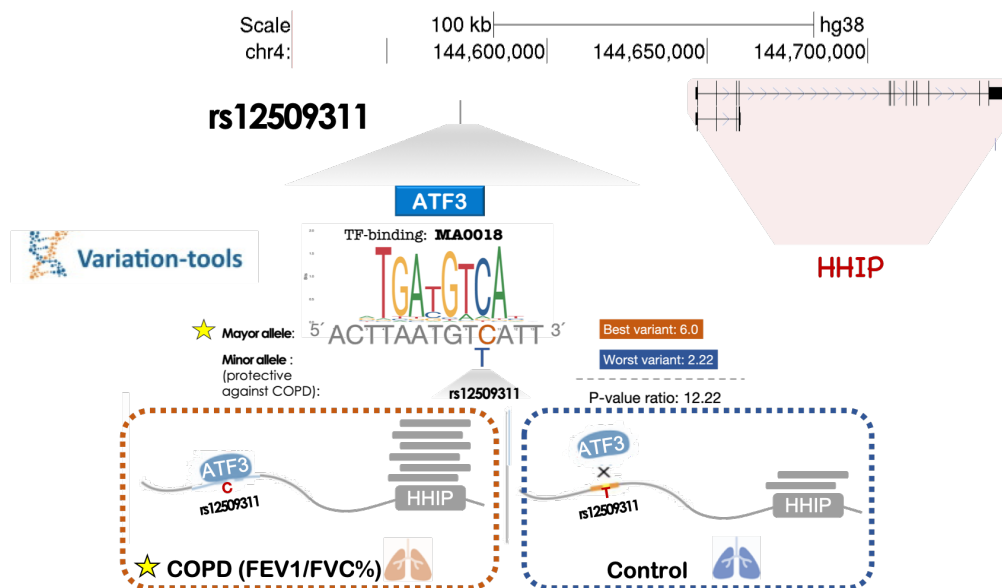 Scale 100 kb hg38
chr4: 144,600,000 144,650,000 144,700,000
rs12509311
ATF3
TF-binding: MA0018
TGATGTCA
Variation-tools
HHIP
Mayor allele: 5´ ACTTAATGTCATT 3´
Best variant: 6.0
Minor allele :
(protective
against COPD):
T
Worst variant: 2.22
rs12509311
P-value ratio: 12.22
ATF3
C
rs12509311
HHIP
COPD (FEV1/FVC%)
ATF3
×
T
rs12509311
HHIP
Control